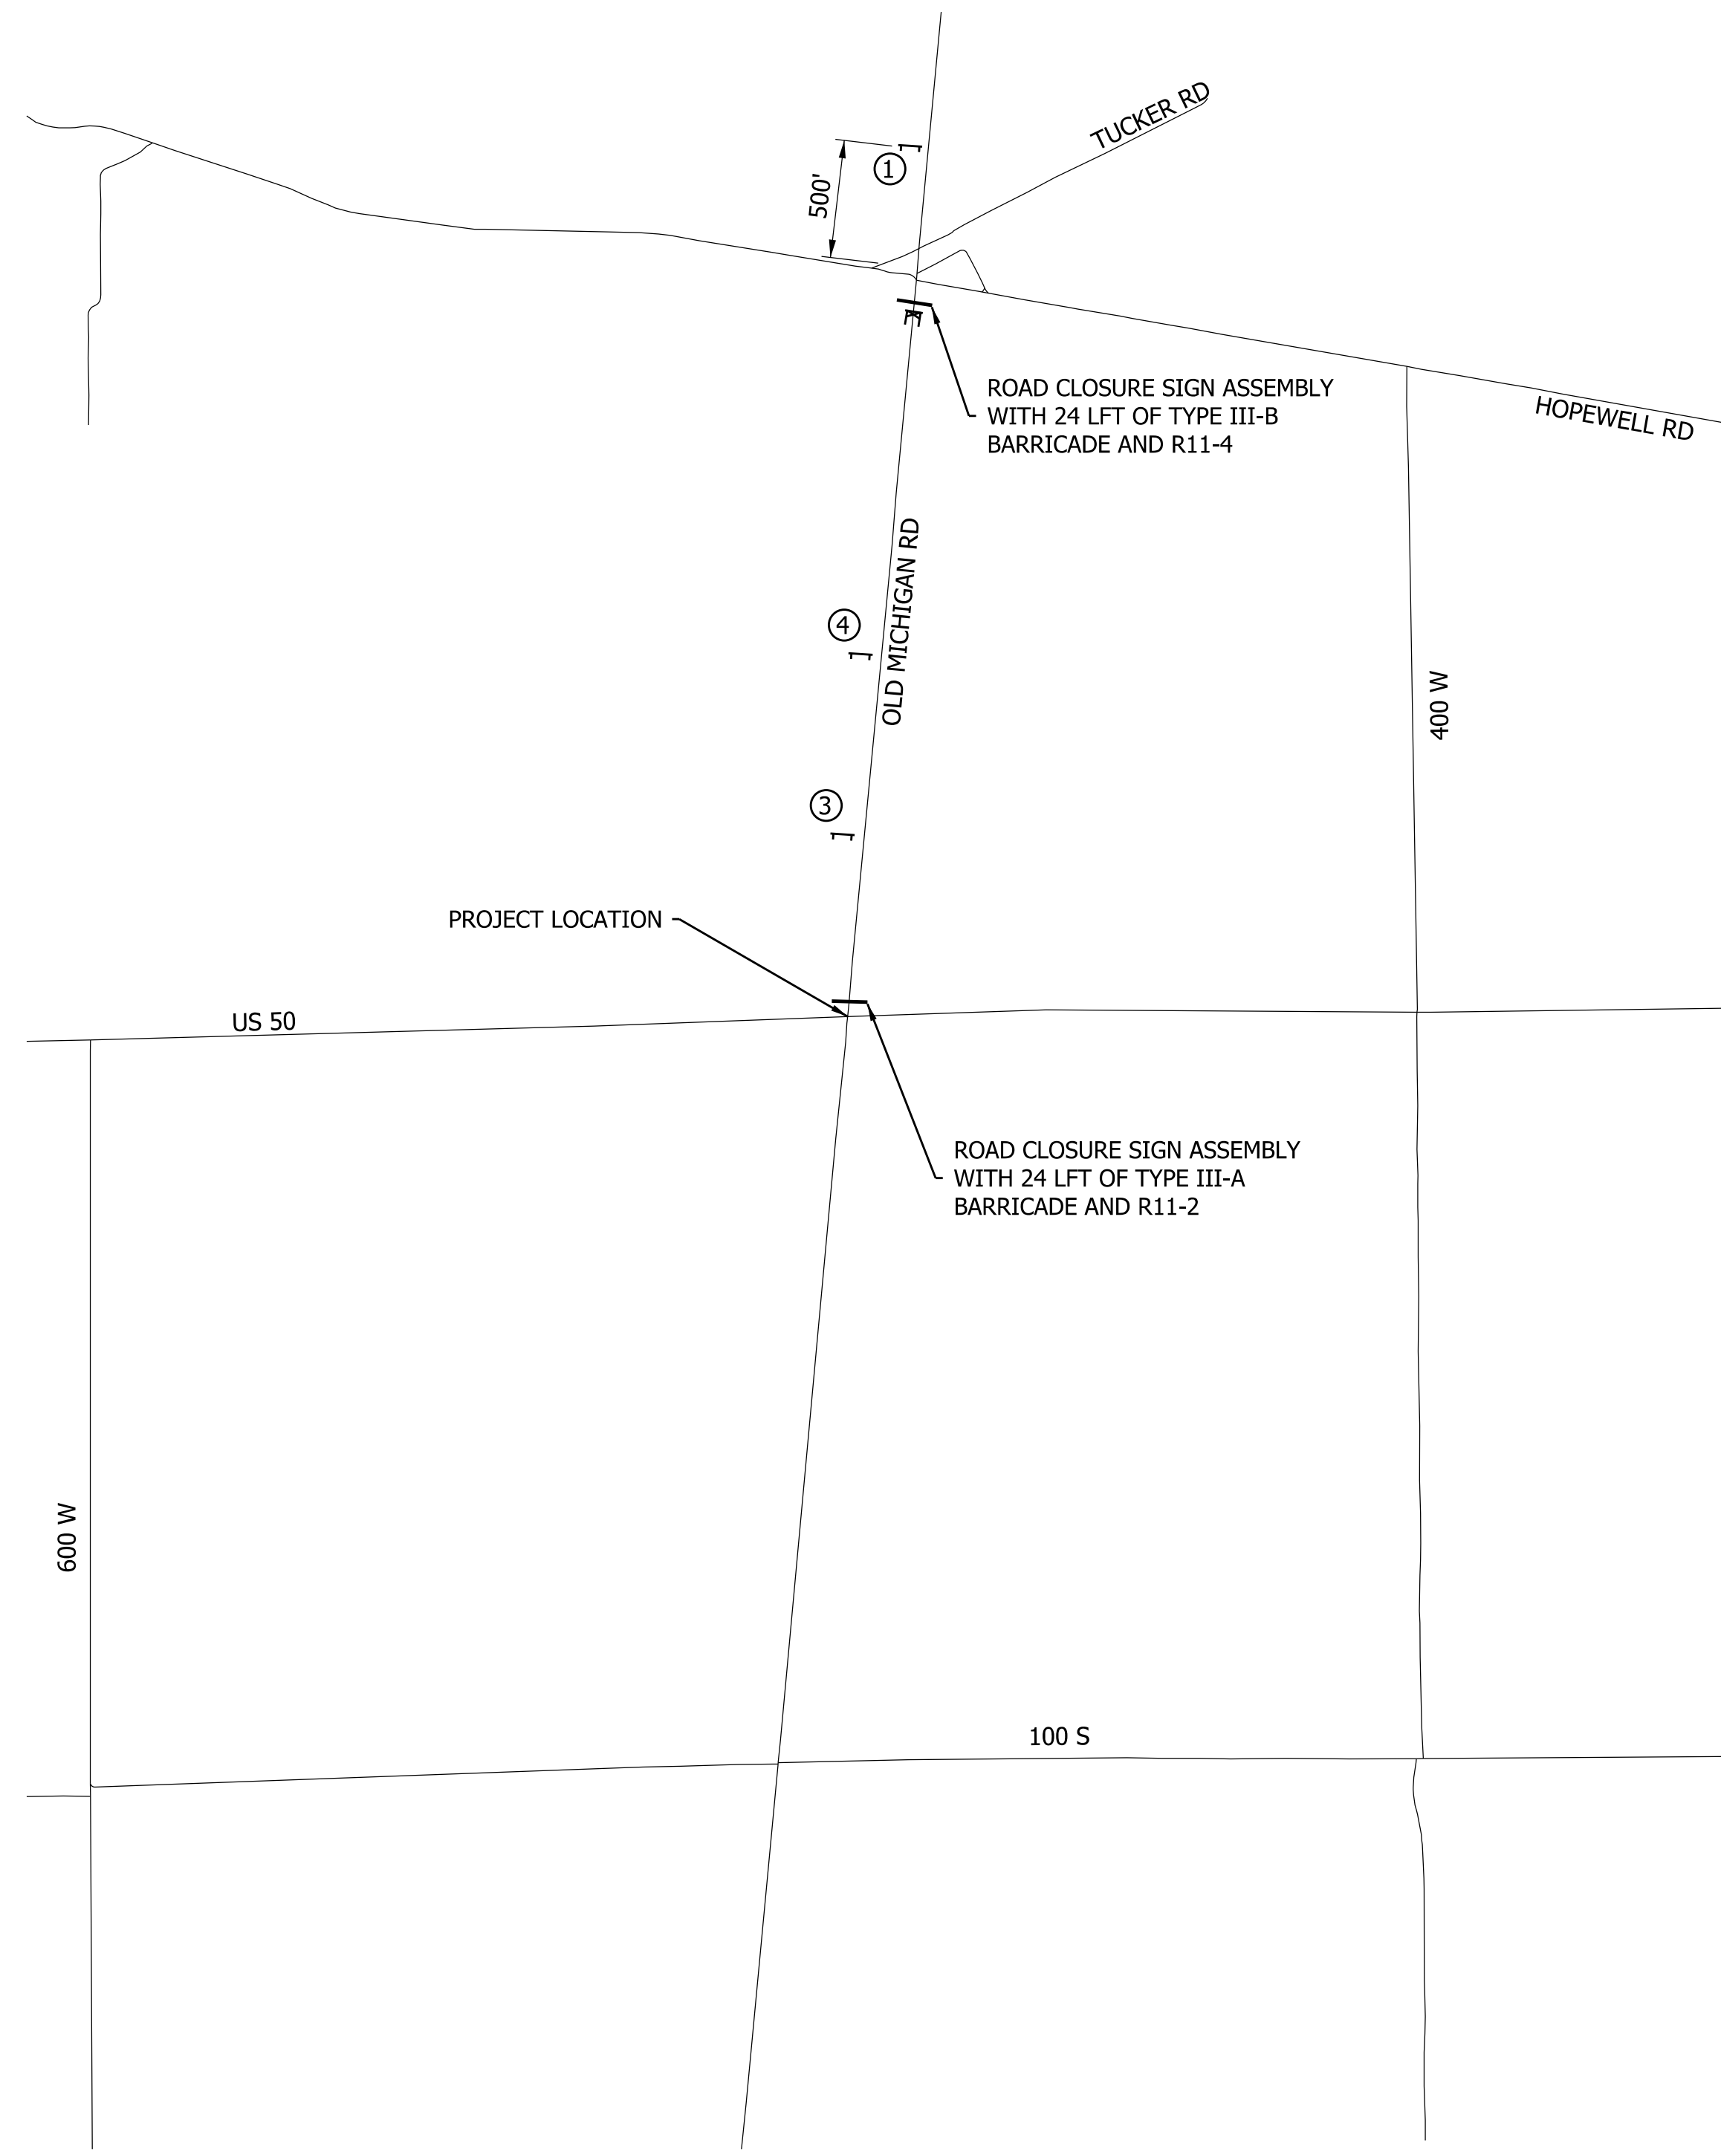 TUCKER RD
1
500'
ROAD CLOSURE SIGN ASSEMBLY
WITH 24 LFT OF TYPE III-B
BARRICADE AND R11-4
HOPEWELL RD
OLD MICHIGAN RD
4
400 W
3
PROJECT LOCATION
US 50
ROAD CLOSURE SIGN ASSEMBLY
WITH 24 LFT OF TYPE III-A
BARRICADE AND R11-2
600 W
100 S